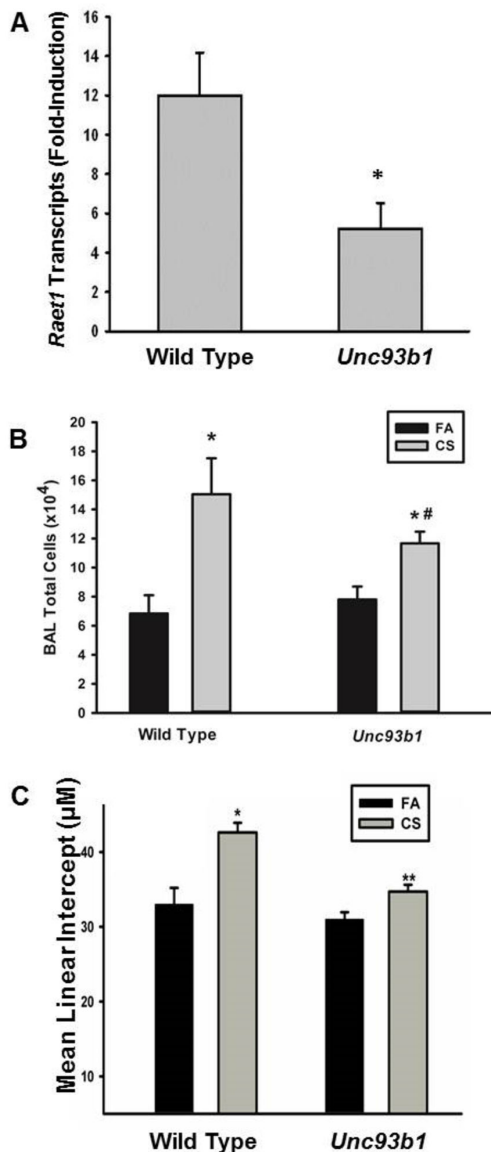 A
Raet1 Transcripts (Fold-Induction)
16
14
12
10
8
6
4
2
0
*
Wild Type Unc93b1
B
BAL Total Cells (x10⁴)
20
18
16
14
12
10
8
6
4
2
0
FA
CS
*
* #
Wild Type Unc93b1
C
Mean Linear Intercept (µM)
40
30
20
10
FA
CS
*
**
Wild Type Unc93b1